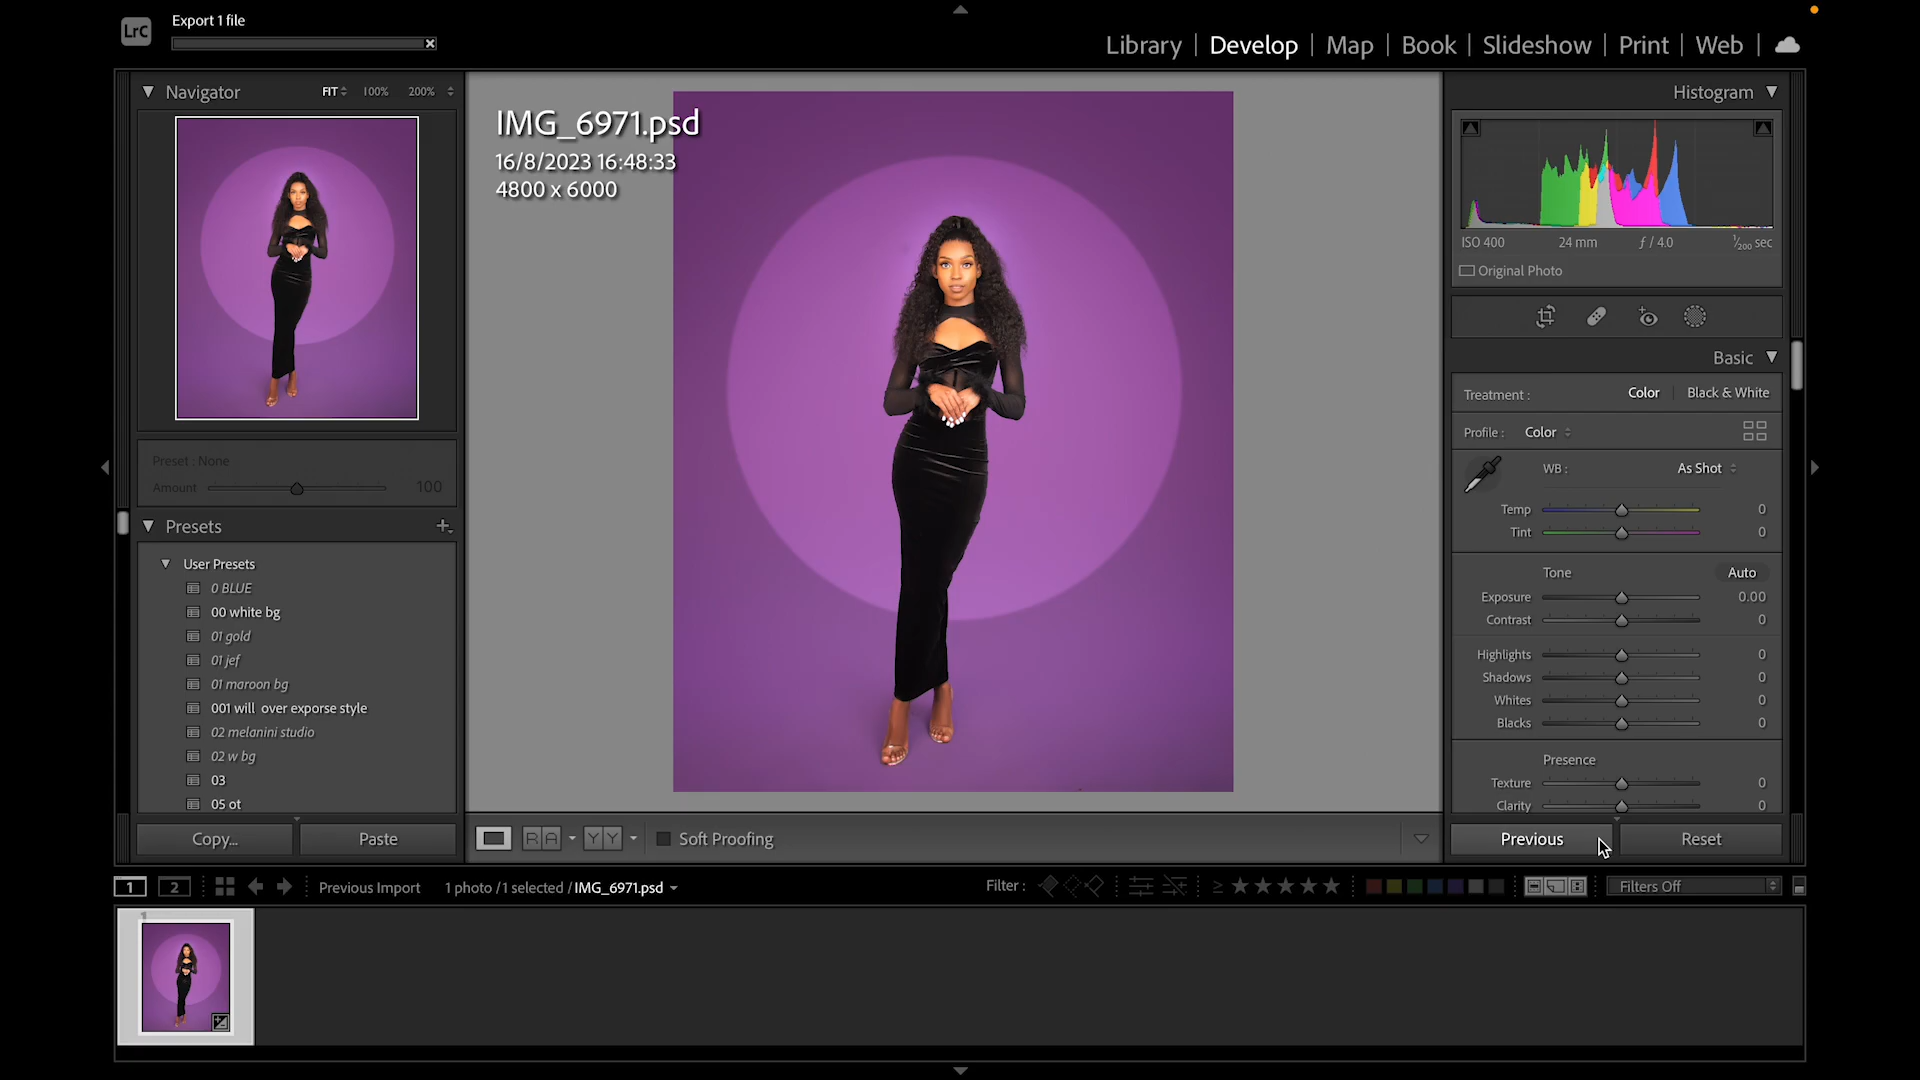 LrC
Export 1 file
Library | Develop | Map | Book | Slideshow | Print | Web |
Navigator
FIT 100% 200%
IMG_6971.psd
16/8/2023 16:48:33
4800 x 6000
Histogram
ISO 400 24 mm ƒ / 4.0 1/200 sec
Original Photo
Basic
Treatment : Color Black & White
Profile : Color
WB : As Shot
Temp 0
Tint 0
Tone Auto
Exposure 0.00
Contrast 0
Highlights 0
Shadows 0
Whites 0
Blacks 0
Presence
Texture 0
Clarity 0
Previous Reset
Preset : None
Amount 100
Presets
User Presets
0 BLUE
00 white bg
01 gold
01 jef
01 maroon bg
001 will over exporse style
02 melanini studio
02 w bg
03
05 ot
Copy... Paste
R A Y Y Soft Proofing
1 2 Previous Import 1 photo / 1 selected / IMG_6971.psd
Filter : ≥ ★★★★★ Filters Off
1